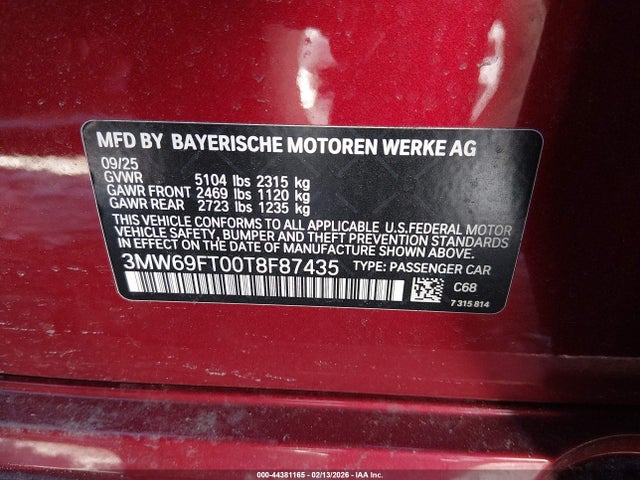 MFD BY BAYERISCHE MOTOREN WERKE AG
09/25
GVWR 5104 lbs 2315 kg
GAWR FRONT 2469 lbs 1120 kg
GAWR REAR 2723 lbs 1235 kg
THIS VEHICLE CONFORMS TO ALL APPLICABLE U.S.FEDERAL MOTOR
VEHICLE SAFETY, BUMPER AND THEFT PREVENTION STANDARDS
IN EFFECT ON THE DATE OF MANUFACTURE SHOWN ABOVE.
3MW69FT00T8F87435 TYPE: PASSENGER CAR
C68
7 315 814
000-44381165 - 02/13/2026 - IAA Inc.